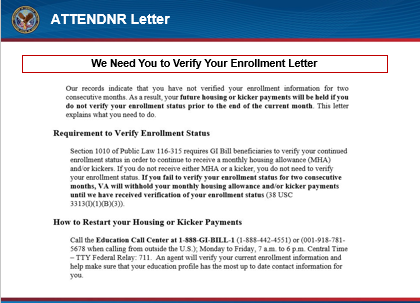 ATTENDNR Letter
We Need You to Verify Your Enrollment Letter
Our records indicate that you have not verified your enrollment information for two
consecutive months. As a result, your future housing or kicker payments will be held if you
do not verify your enrollment status prior to the end of the current month. This letter
explains what you need to do.
Requirement to Verify Enrollment Status
Section 1010 of Public Law 116-315 requires GI Bill beneficiaries to verify your continued
enrollment status in order to continue to receive a monthly housing allowance (MHA)
and/or kickers. If you do not receive either MHA or a kicker, you do not need to verify
your enrollment status. If you fail to verify your enrollment status for two consecutive
months, VA will withhold your monthly housing allowance and/or kicker payments
until we have received verification of your enrollment status (38 USC
3313(l)(1)(B)(3)).
How to Restart your Housing or Kicker Payments
Call the Education Call Center at 1-888-GI-BILL-1 (1-888-442-4551) or (001-918-781-
5678 when calling from outside the U.S.); Monday to Friday, 7 a.m. to 6 p.m. Central Time
– TTY Federal Relay: 711. An agent will verify your current enrollment information and
help make sure that your education profile has the most up to date contact information for
you.